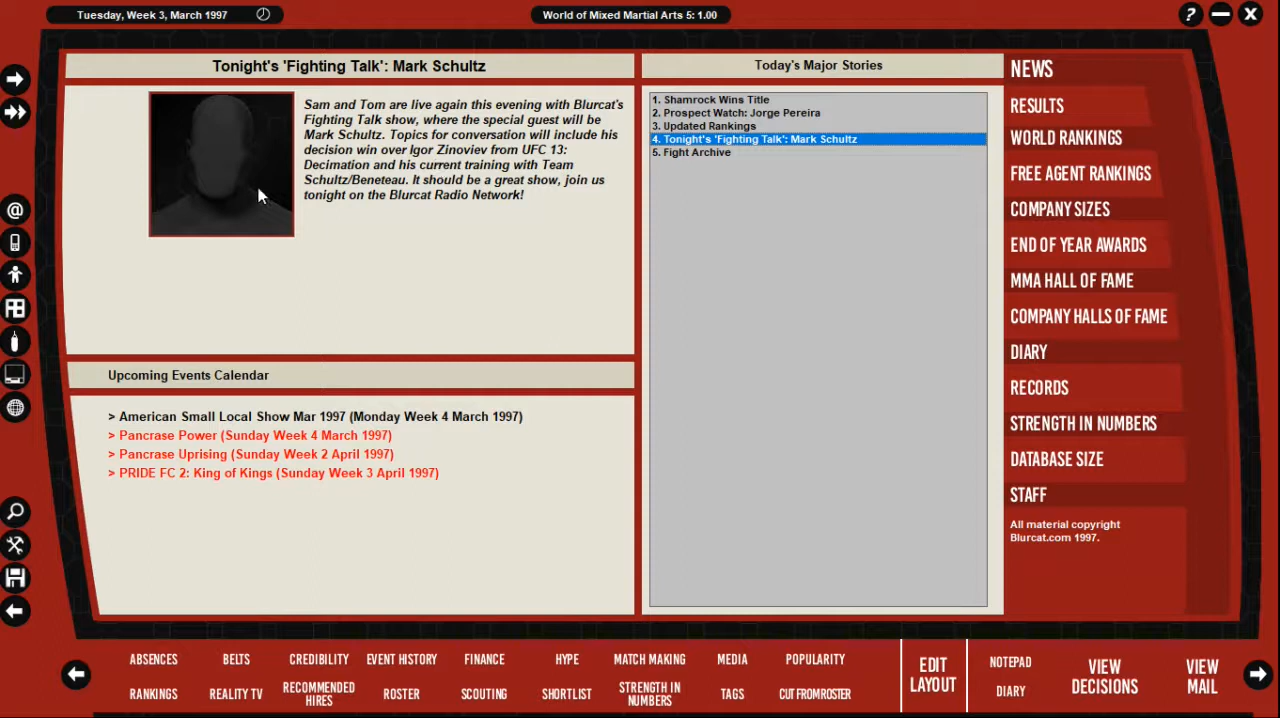 Tuesday, Week 3, March 1997
World of Mixed Martial Arts 5: 1.00
?
X
Tonight's 'Fighting Talk': Mark Schultz
Sam and Tom are live again this evening with Blurcat's
Fighting Talk show, where the special guest will be
Mark Schultz. Topics for conversation will include his
decision win over Igor Zinoviev from UFC 13:
Decimation and his current training with Team
Schultz/Beneteau. It should be a great show, join us
tonight on the Blurcat Radio Network!
Upcoming Events Calendar
> American Small Local Show Mar 1997 (Monday Week 4 March 1997)
> Pancrase Power (Sunday Week 4 March 1997)
> Pancrase Uprising (Sunday Week 2 April 1997)
> PRIDE FC 2: King of Kings (Sunday Week 3 April 1997)
Today's Major Stories
1. Shamrock Wins Title
2. Prospect Watch: Jorge Pereira
3. Updated Rankings
4. Tonight's 'Fighting Talk': Mark Schultz
5. Fight Archive
NEWS
RESULTS
WORLD RANKINGS
FREE AGENT RANKINGS
COMPANY SIZES
END OF YEAR AWARDS
MMA HALL OF FAME
COMPANY HALLS OF FAME
DIARY
RECORDS
STRENGTH IN NUMBERS
DATABASE SIZE
STAFF
All material copyright
Blurcat.com 1997.
@
ABSENCES
BELTS
CREDIBILITY
EVENT HISTORY
FINANCE
HYPE
MATCH MAKING
MEDIA
POPULARITY
RANKINGS
REALITY TV
RECOMMENDED
HIRES
ROSTER
SCOUTING
SHORTLIST
STRENGTH IN
NUMBERS
TAGS
CUT FROM ROSTER
EDIT
LAYOUT
NOTEPAD
DIARY
VIEW
DECISIONS
VIEW
MAIL